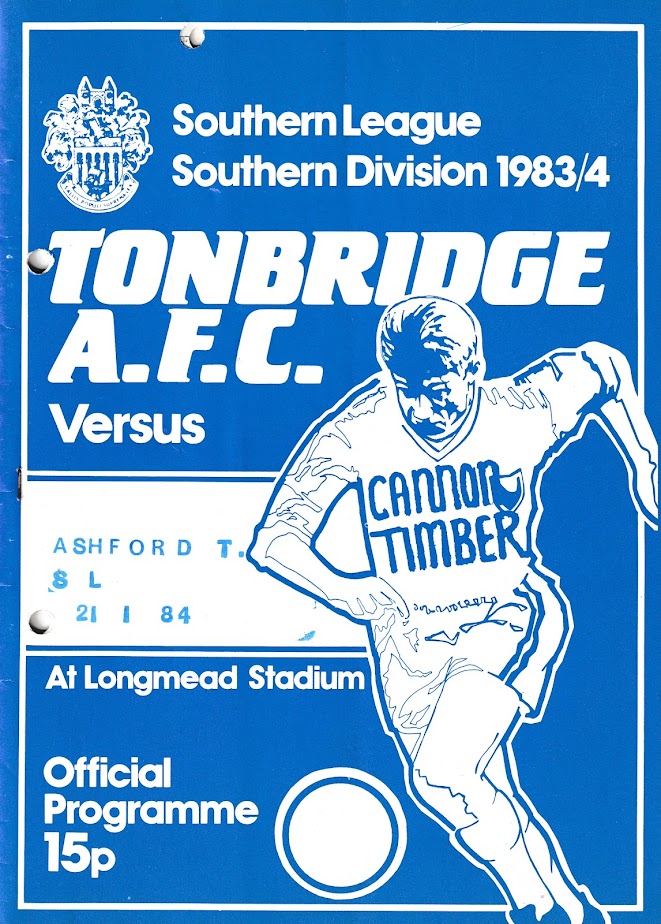 Southern League
Southern Division 1983/4
TONBRIDGE
A.F.C.
Versus
CANNON
TIMBER
ASHFORD T.
S L
21 1 84
At Longmead Stadium
Official
Programme
15p